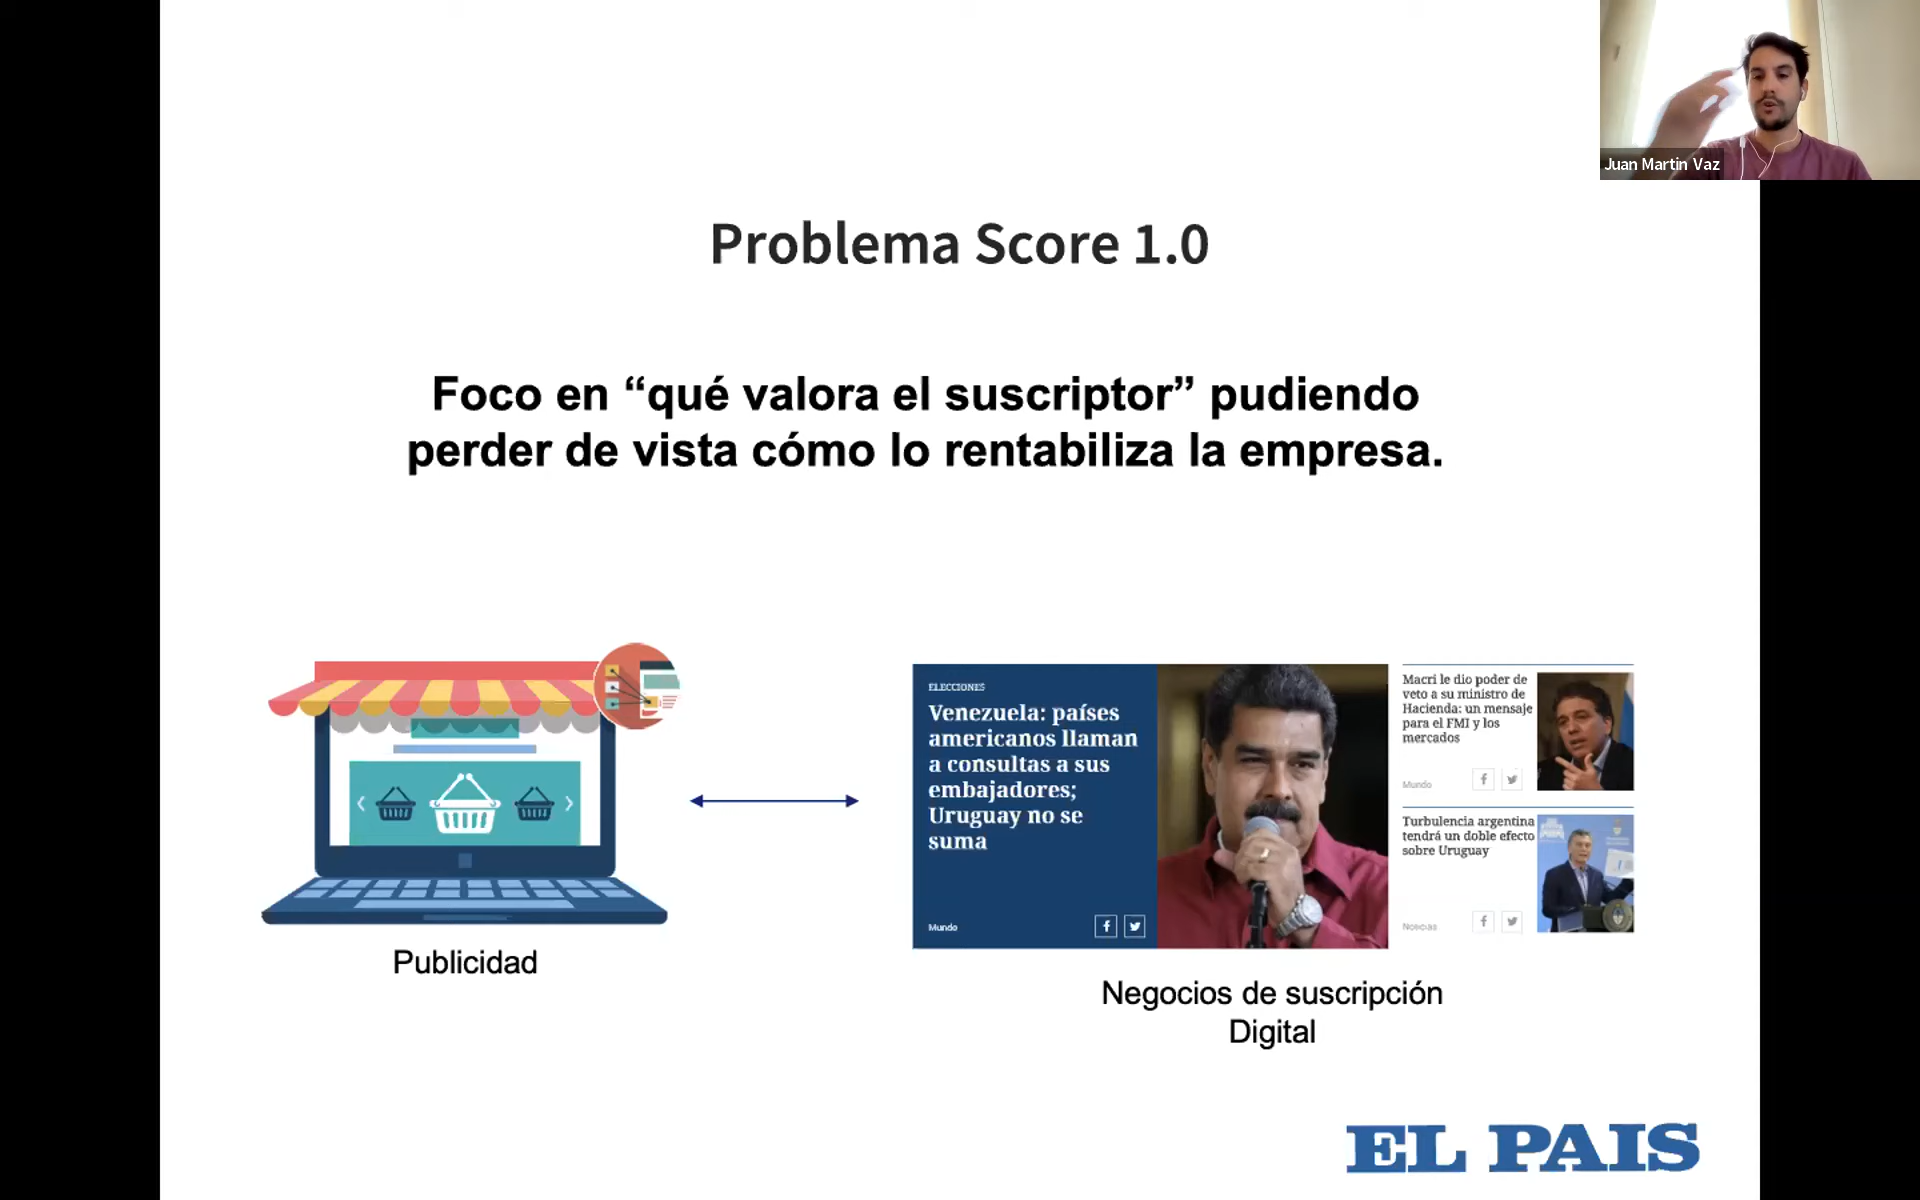 Juan Martin Vaz
Problema Score 1.0
Foco en “qué valora el suscriptor” pudiendo
perder de vista cómo lo rentabiliza la empresa.
Publicidad
ELECCIONES
Venezuela: países
americanos llaman
a consultas a sus
embajadores;
Uruguay no se
suma
Mundo
Macri le dio poder de
veto a su ministro de
Hacienda: un mensaje
para el FMI y los
mercados
Mundo
Turbulencia argentina
tendrá un doble efecto
sobre Uruguay
Noticias
Negocios de suscripción
Digital
EL PAIS